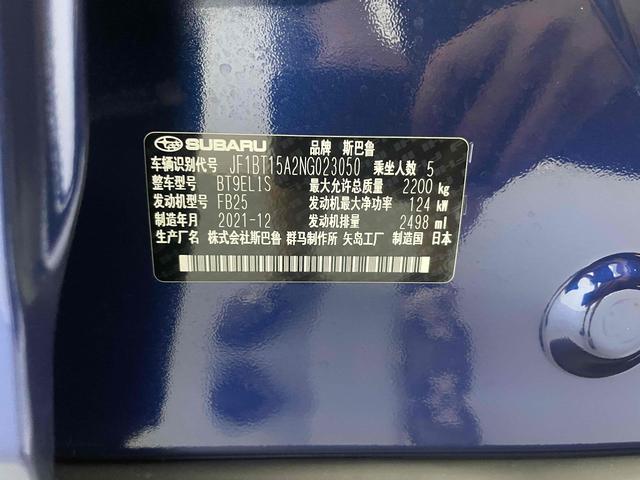 SUBARU 品牌 斯巴鲁
车辆识别代号 JF1BT15A2NG023050 乘坐人数 5
整车型号 BT9EL1S 最大允许总质量 2200 kg
发动机型号 FB25 发动机最大净功率 124 kW
制造年月 2021-12 发动机排量 2498 ml
生产厂名 株式会社斯巴鲁 群马制作所 矢岛工厂 制造国 日本